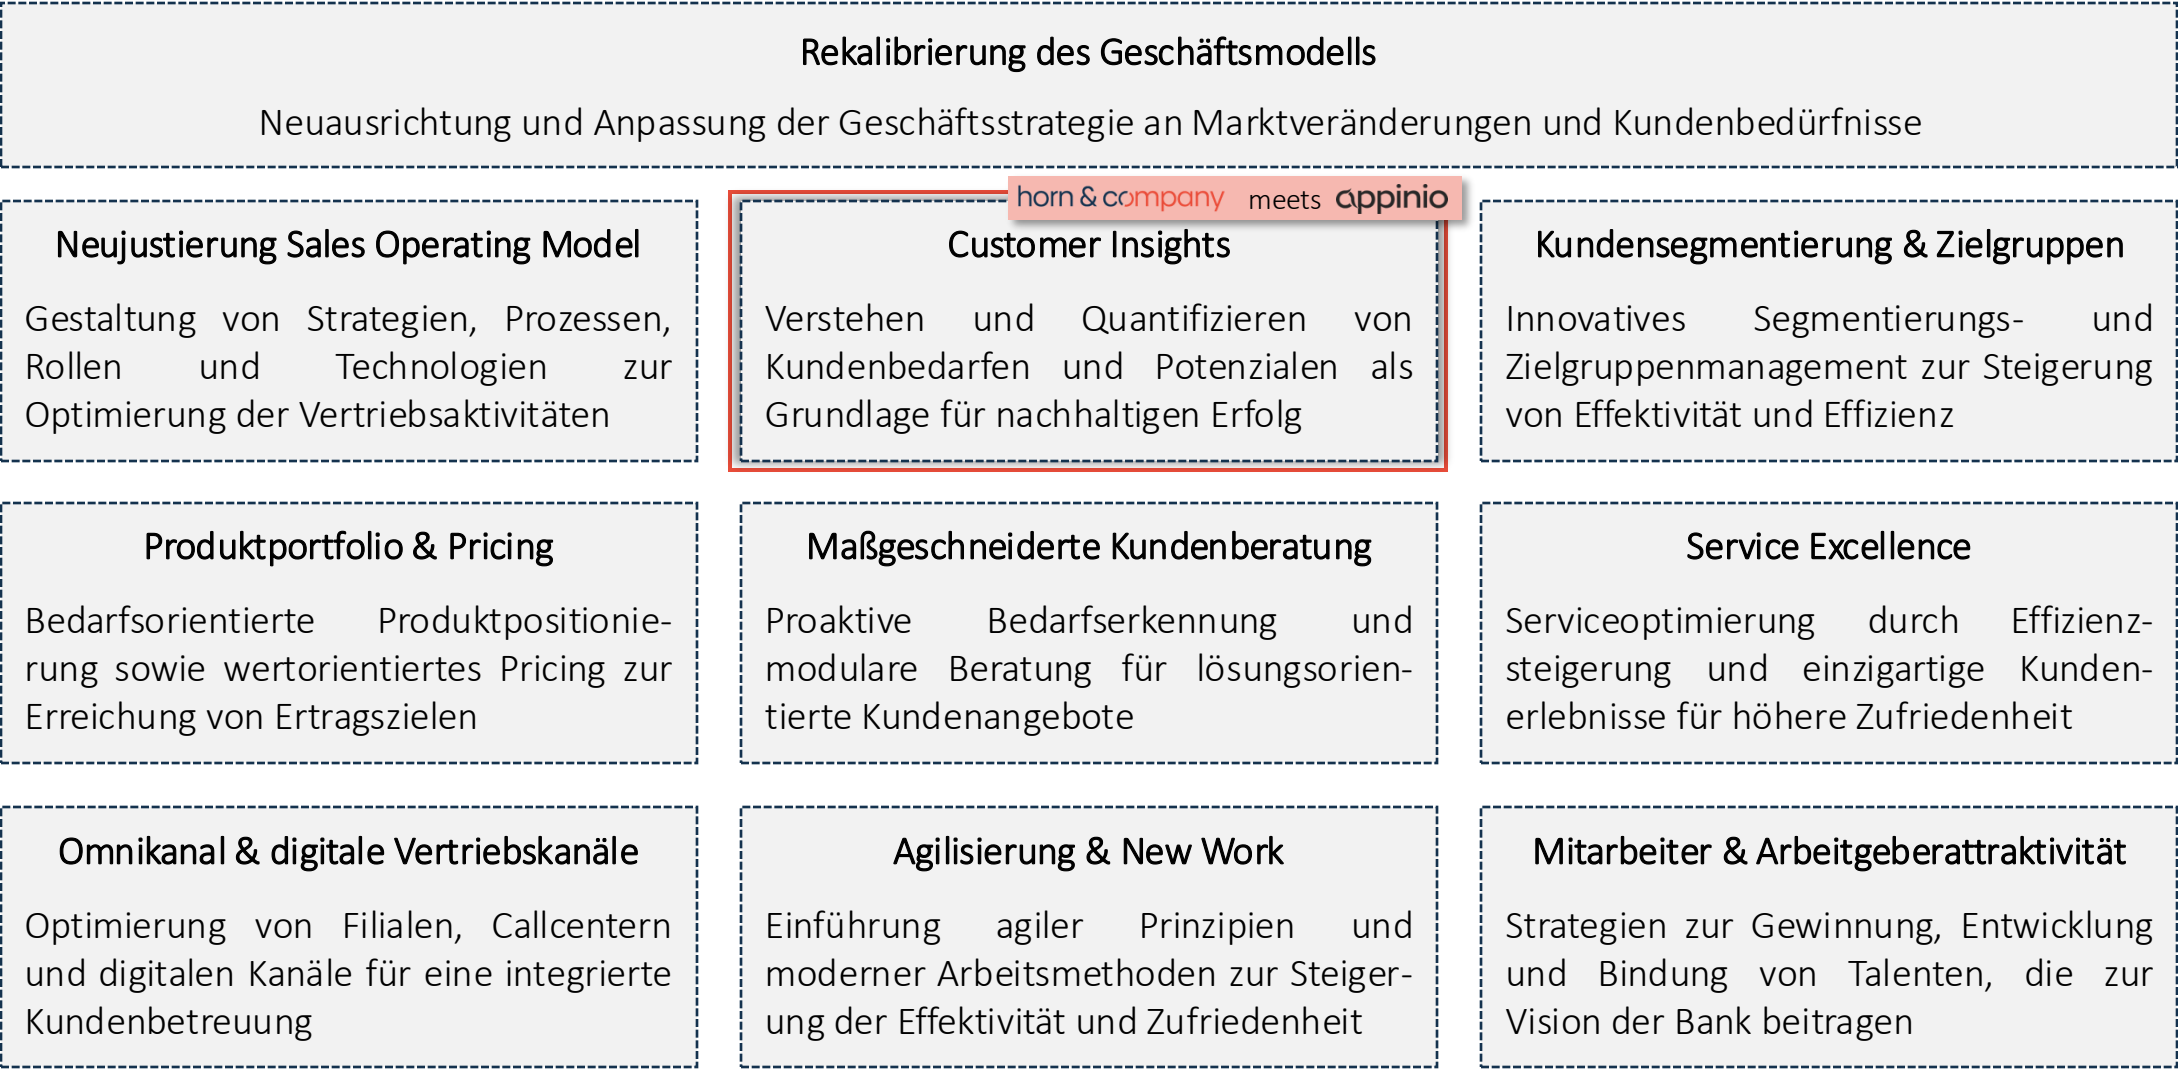 Rekalibrierung des Geschäftsmodells
Neuausrichtung und Anpassung der Geschäftsstrategie an Marktveränderungen und Kundenbedürfnisse
Neujustierung Sales Operating Model
Gestaltung von Strategien, Prozessen,
Rollen und Technologien zur
Optimierung der Vertriebsaktivitäten
horn & company meets appinio
Customer Insights
Verstehen und Quantifizieren von
Kundenbedarfen und Potenzialen als
Grundlage für nachhaltigen Erfolg
Kundensegmentierung & Zielgruppen
Innovatives Segmentierungs- und
Zielgruppenmanagement zur Steigerung
von Effektivität und Effizienz
Produktportfolio & Pricing
Bedarfsorientierte Produktpositionie-
rung sowie wertorientiertes Pricing zur
Erreichung von Ertragszielen
Maßgeschneiderte Kundenberatung
Proaktive Bedarfserkennung und
modulare Beratung für lösungsorien-
tierte Kundenangebote
Service Excellence
Serviceoptimierung durch Effizienz-
steigerung und einzigartige Kunden-
erlebnisse für höhere Zufriedenheit
Omnikanal & digitale Vertriebskanäle
Optimierung von Filialen, Callcentern
und digitalen Kanäle für eine integrierte
Kundenbetreuung
Agilisierung & New Work
Einführung agiler Prinzipien und
moderner Arbeitsmethoden zur Steiger-
ung der Effektivität und Zufriedenheit
Mitarbeiter & Arbeitgeberattraktivität
Strategien zur Gewinnung, Entwicklung
und Bindung von Talenten, die zur
Vision der Bank beitragen